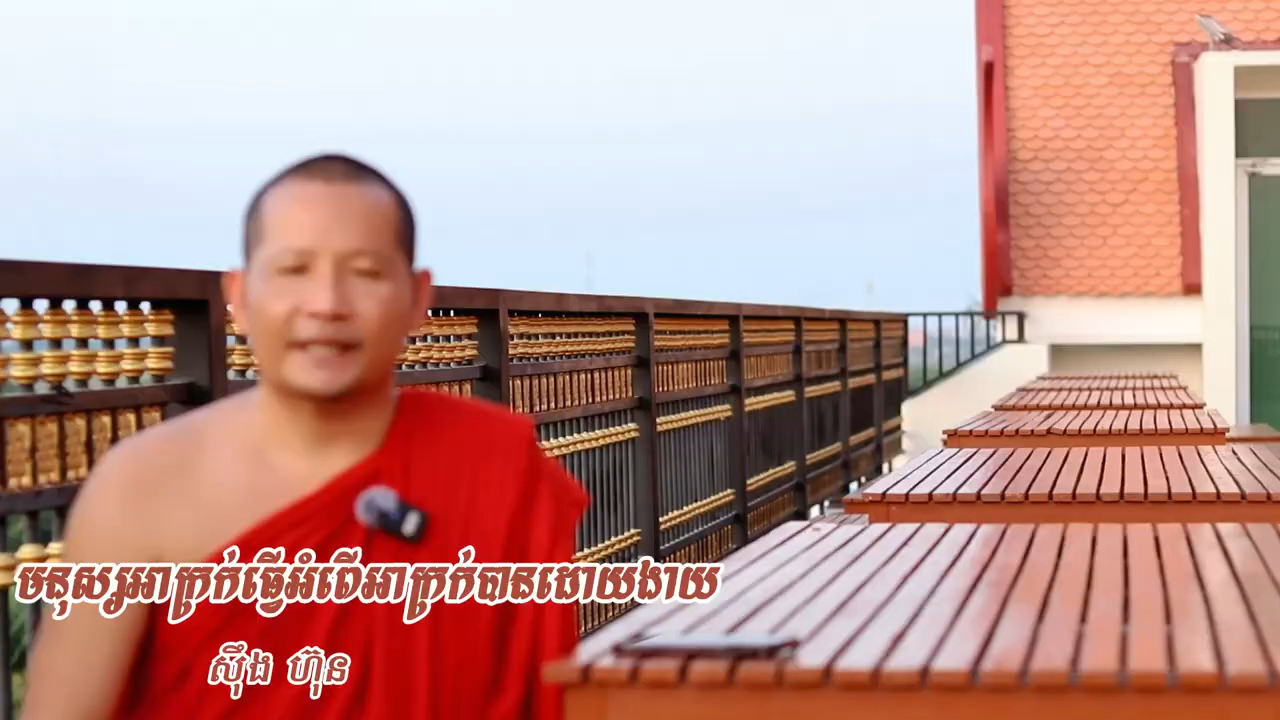 មនុស្សអាក្រក់ធ្វើអំពើអាក្រក់បានដោយងាយ
ស៊ឹង ហ៊ុន